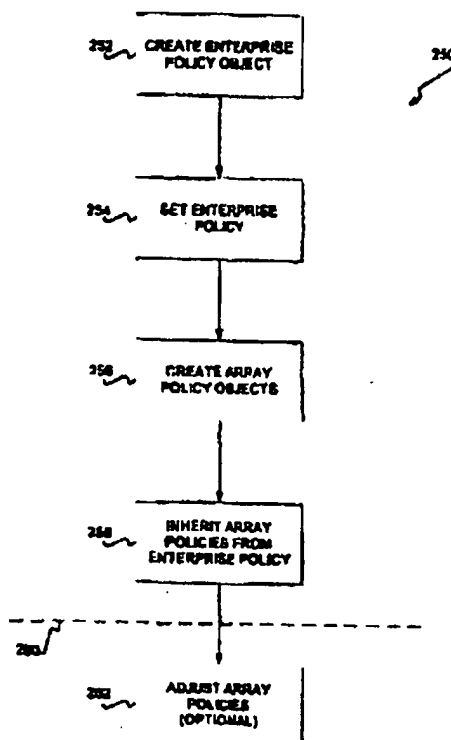 252
CREATE ENTERPRISE
POLICY OBJECT
250
254
SET ENTERPRISE
POLICY
256
CREATE ARRAY
POLICY OBJECTS
258
INHERIT ARRAY
POLICIES FROM
ENTERPRISE POLICY
260
262
ADJUST ARRAY
POLICIES
(OPTIONAL)